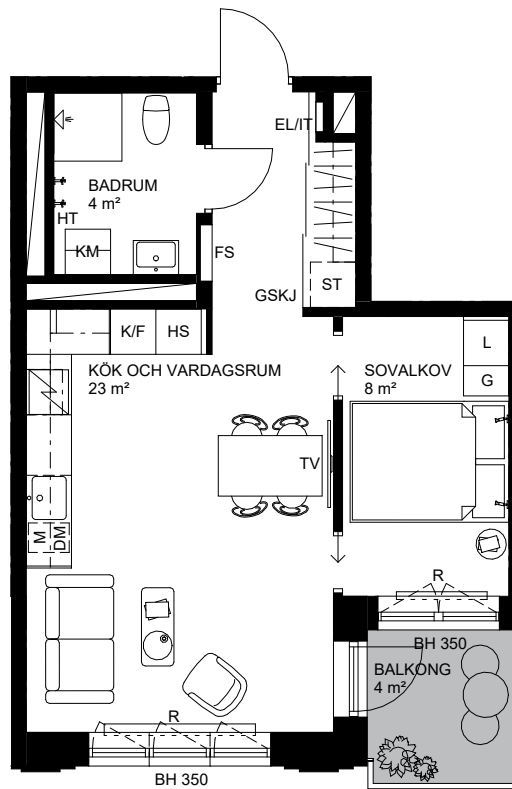 EL/IT
BADRUM
4 m²
HT
KM
FS
GSKJ
ST
K/F
HS
L
G
KÖK OCH VARDAGSRUM
23 m²
SOVALKOV
8 m²
TV
M
DM
R
BH 350
BALKONG
4 m²
R
BH 350